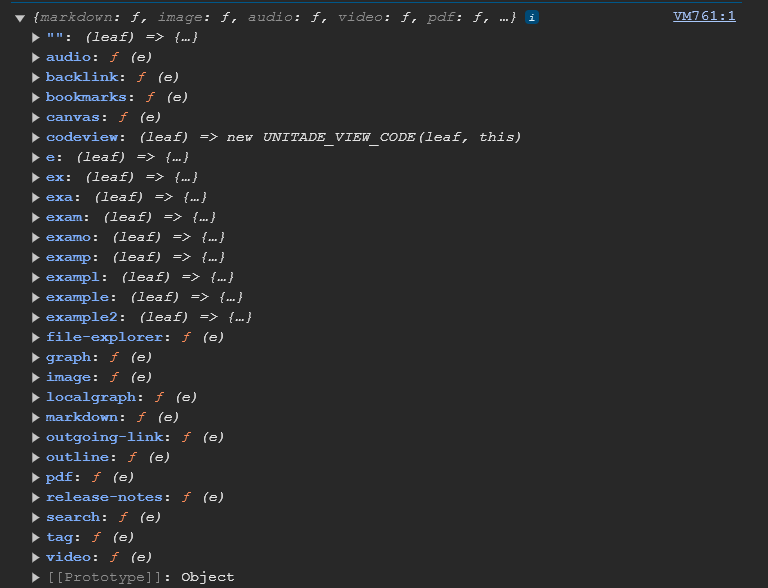 ▼ {markdown: ƒ, image: ƒ, audio: ƒ, video: ƒ, pdf: ƒ, …} i VM761:1
▶ "": (leaf) => {…}
▶ audio: ƒ (e)
▶ backlink: ƒ (e)
▶ bookmarks: ƒ (e)
▶ canvas: ƒ (e)
▶ codeview: (leaf) => new UNITADE_VIEW_CODE(leaf, this)
▶ e: (leaf) => {…}
▶ ex: (leaf) => {…}
▶ exa: (leaf) => {…}
▶ exam: (leaf) => {…}
▶ examo: (leaf) => {…}
▶ examp: (leaf) => {…}
▶ exampl: (leaf) => {…}
▶ example: (leaf) => {…}
▶ example2: (leaf) => {…}
▶ file-explorer: ƒ (e)
▶ graph: ƒ (e)
▶ image: ƒ (e)
▶ localgraph: ƒ (e)
▶ markdown: ƒ (e)
▶ outgoing-link: ƒ (e)
▶ outline: ƒ (e)
▶ pdf: ƒ (e)
▶ release-notes: ƒ (e)
▶ search: ƒ (e)
▶ tag: ƒ (e)
▶ video: ƒ (e)
▶ [[Prototype]]: Object